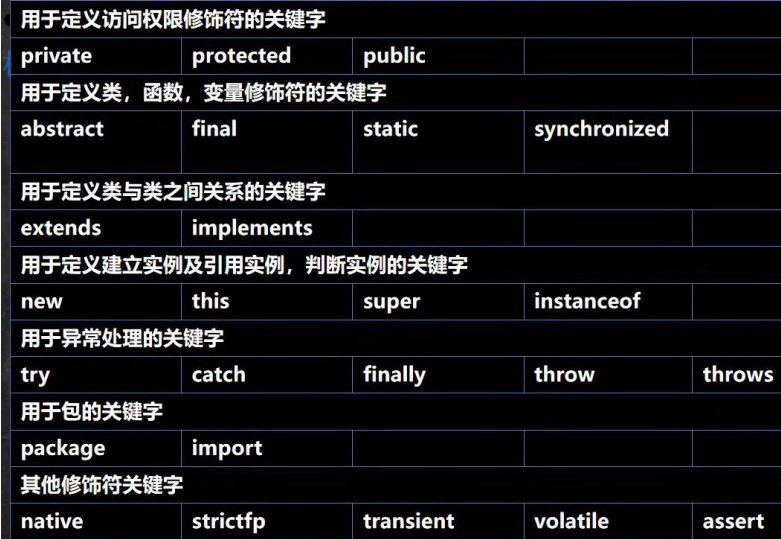 用于定义访问权限修饰符的关键字
private protected public
用于定义类，函数，变量修饰符的关键字
abstract final static synchronized
用于定义类与类之间关系的关键字
extends implements
用于定义建立实例及引用实例，判断实例的关键字
new this super instanceof
用于异常处理的关键字
try catch finally throw throws
用于包的关键字
package import
其他修饰符关键字
native strictfp transient volatile assert